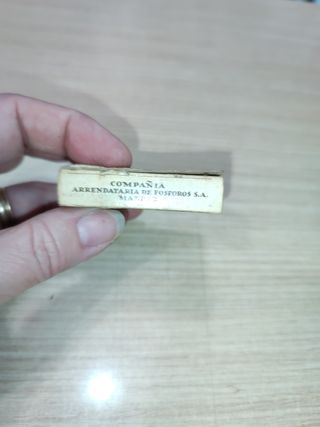 COMPAÑIA
ARRENDATARIA DE FOSFOROS S.A.